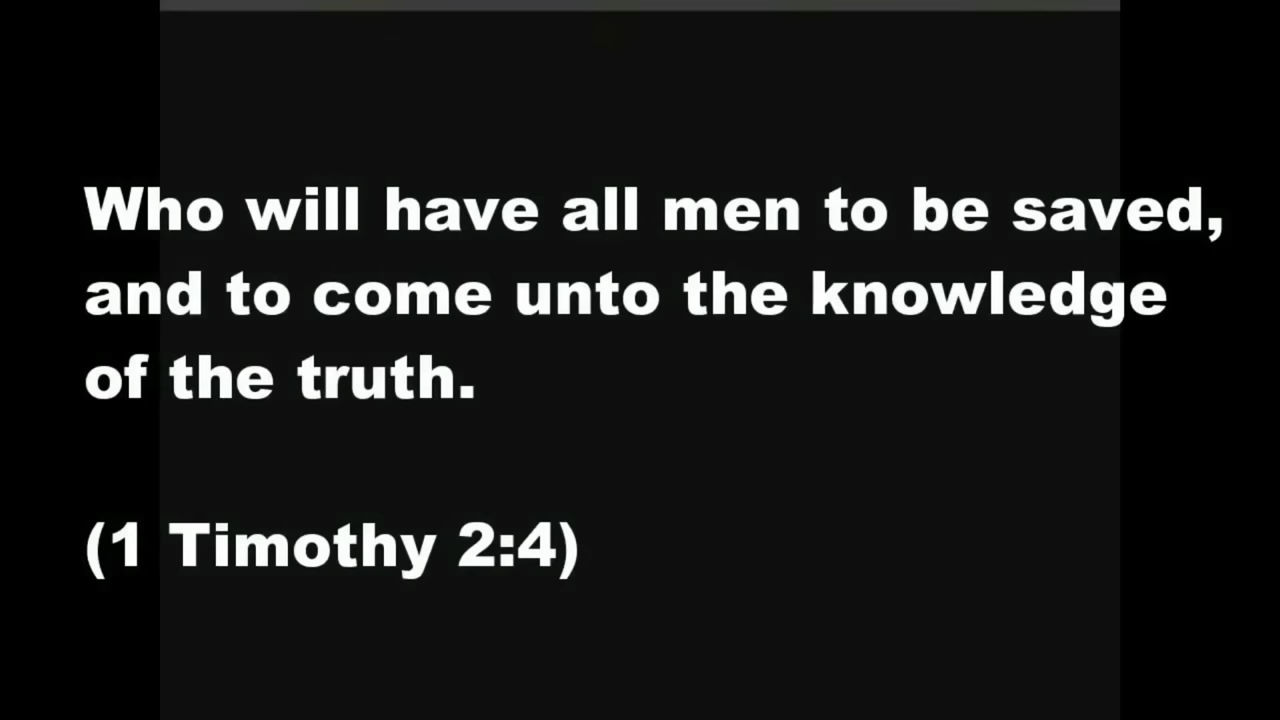 Who will have all men to be saved,
and to come unto the knowledge
of the truth.
(1 Timothy 2:4)